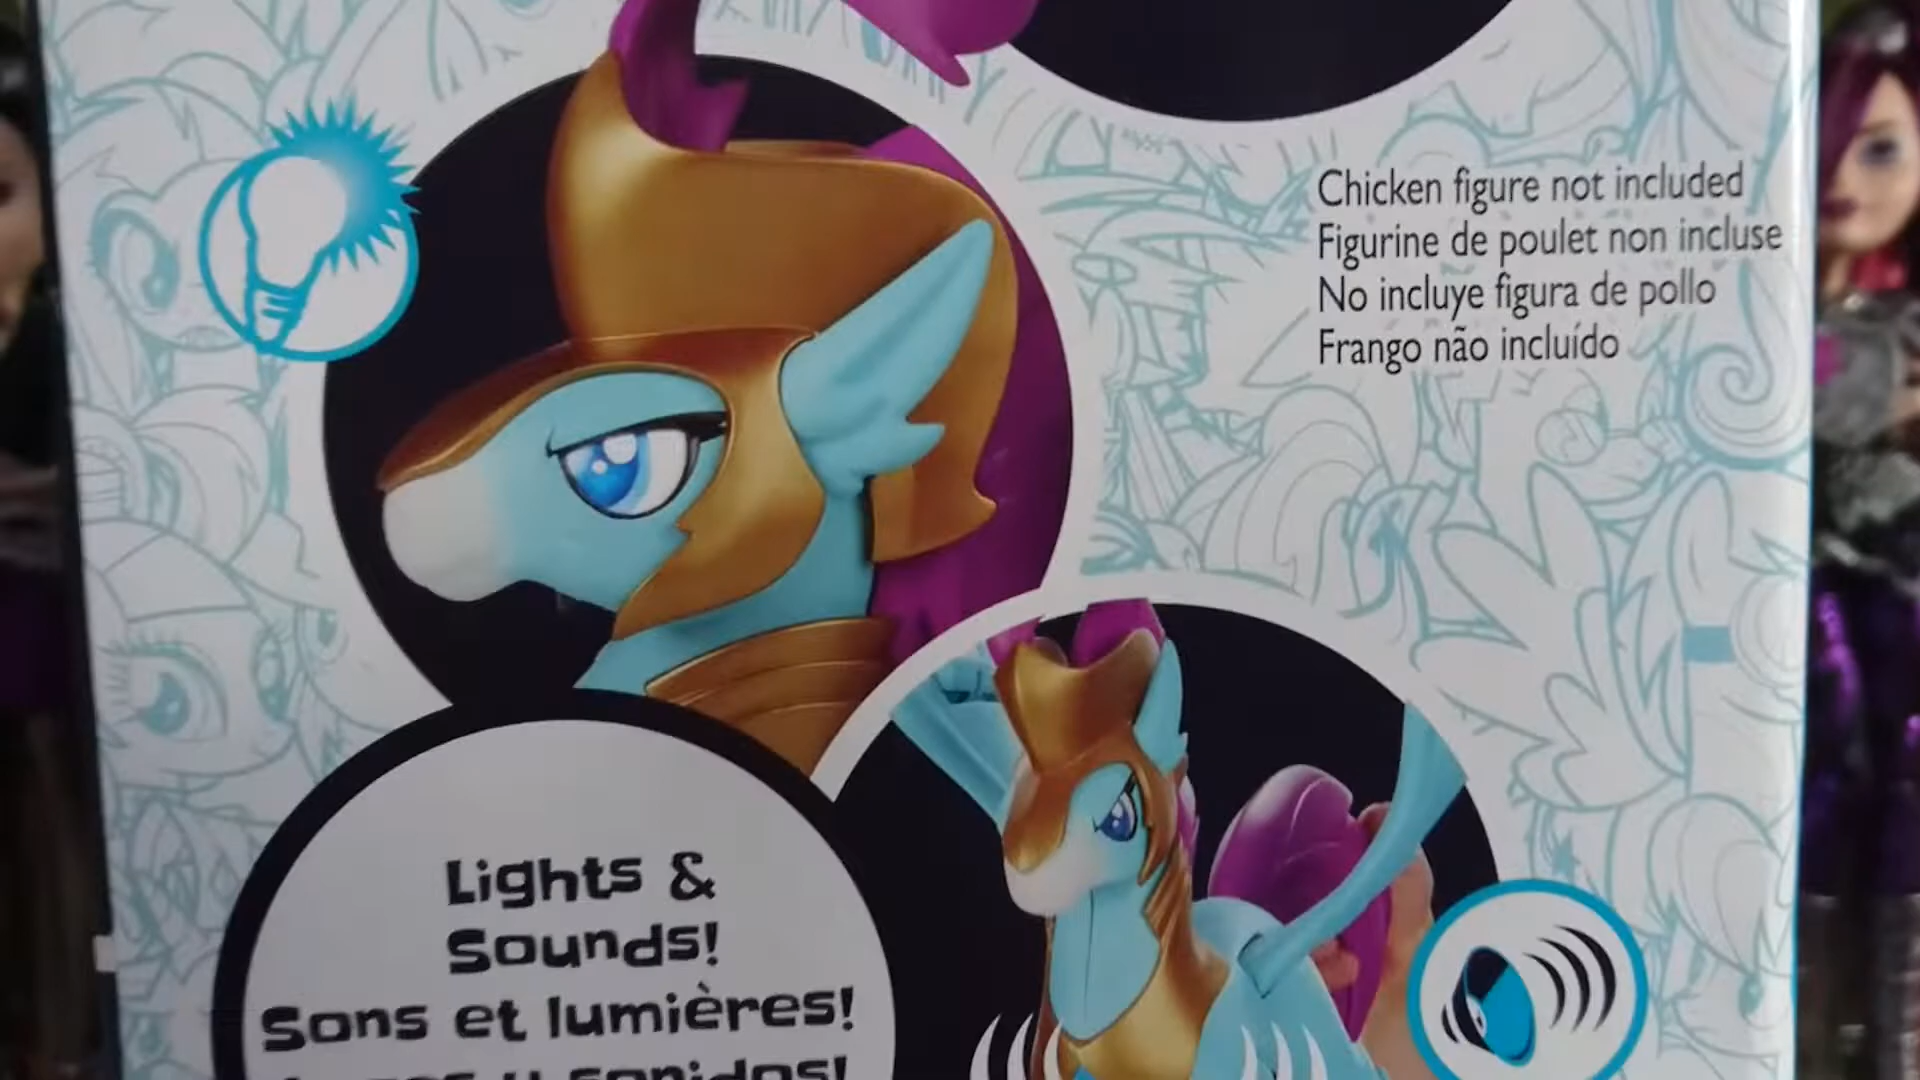 Chicken figure not included
Figurine de poulet non incluse
No incluye figura de pollo
Frango não incluído
Lights &
Sounds!
Sons et lumières!
y sonidos!